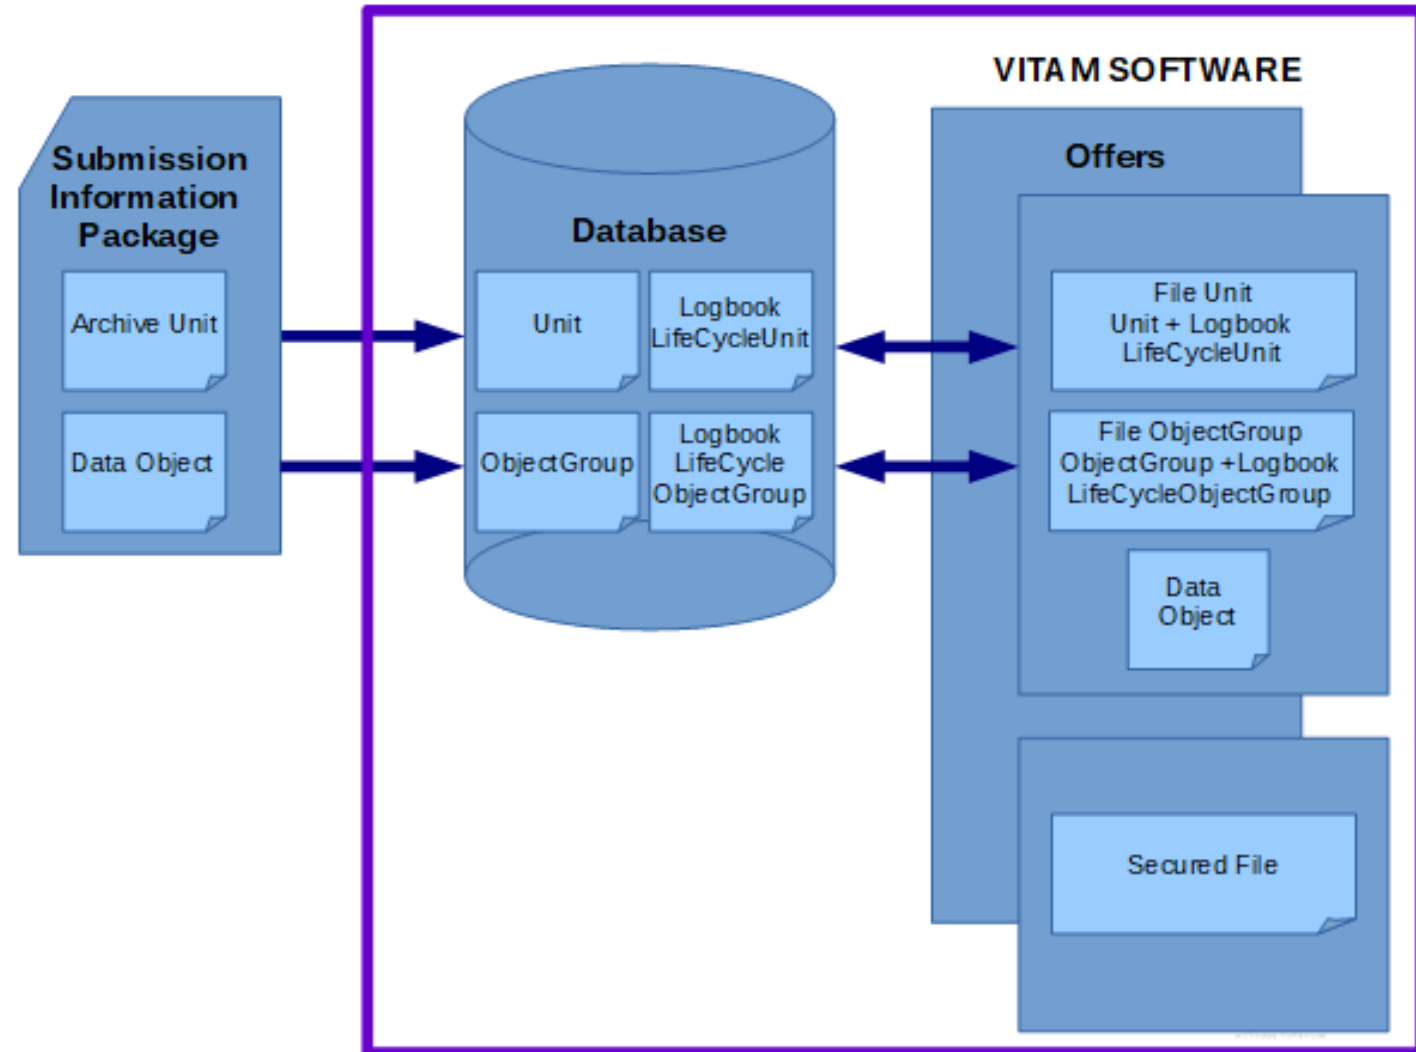 VITAM SOFTWARE
Submission
Information
Package
Archive Unit
Data Object
Database
Unit
Logbook
LifeCycleUnit
ObjectGroup
Logbook
LifeCycle
ObjectGroup
Offers
File Unit
Unit + Logbook
LifeCycleUnit
File ObjectGroup
ObjectGroup +Logbook
LifeCycleObjectGroup
Data
Object
Secured File